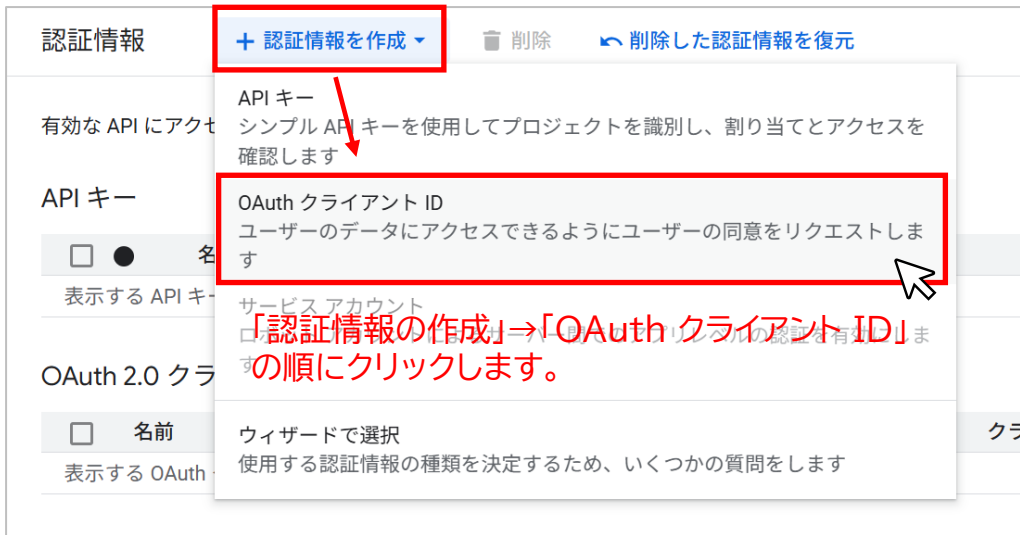 認証情報
+ 認証情報を作成
削除
削除した認証情報を復元
API キー
シンプル API キーを使用してプロジェクトを識別し、割り当てとアクセスを
確認します
有効な API にアクセ
API キー
OAuth クライアント ID
ユーザーのデータにアクセスできるようにユーザーの同意をリクエストしま
す
名
表示する API キー
サービス アカウント
「認証情報の作成」→「OAuth クライアント ID」
の順にクリックします。
OAuth 2.0 クラ
名前
クラ
表示する OAuth
ウィザードで選択
使用する認証情報の種類を決定するため、いくつかの質問をします